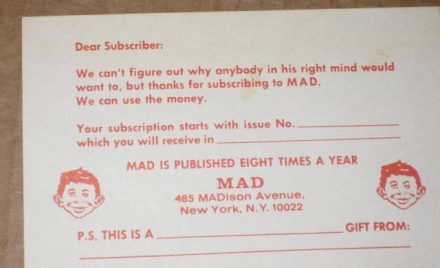 Dear Subscriber:
We can't figure out why anybody in his right mind would
want to, but thanks for subscribing to MAD.
We can use the money.
Your subscription starts with issue No.
which you will receive in
MAD IS PUBLISHED EIGHT TIMES A YEAR
MAD
485 MADison Avenue,
New York, N.Y. 10022
P.S. THIS IS A GIFT FROM: